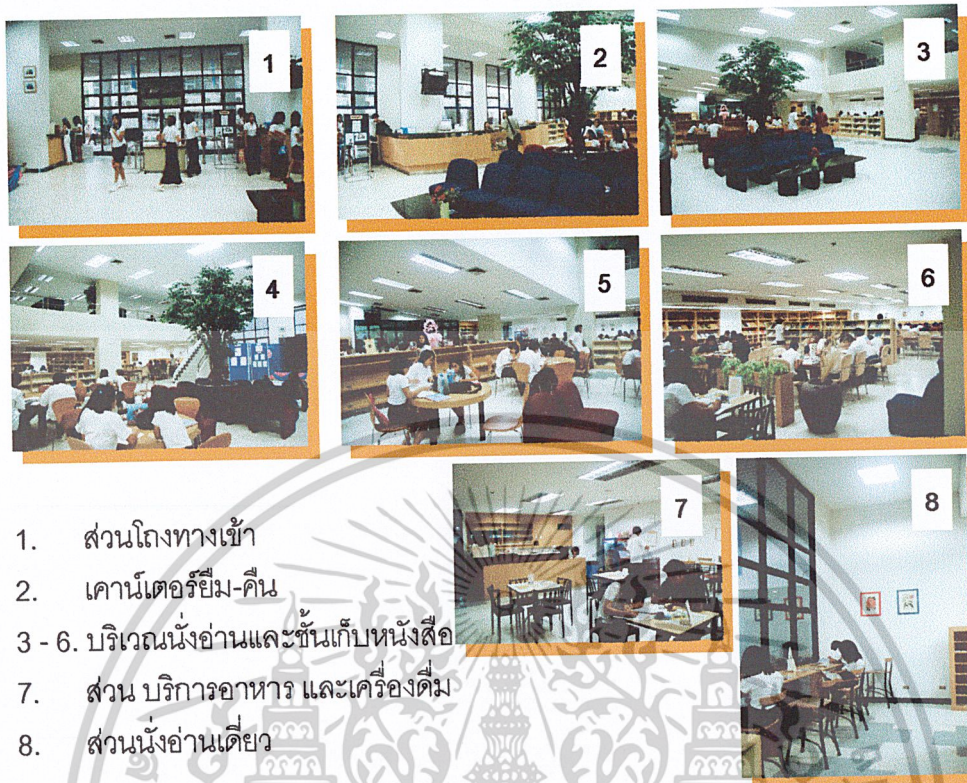 1
2
3
4
5
6
7
8
1. ส่วนโถงทางเข้า
2. เคาน์เตอร์ยืม-คืน
3 - 6. บริเวณนั่งอ่านและชั้นเก็บหนังสือ
7. ส่วน บริการอาหาร และเครื่องดื่ม
8. ส่วนนั่งอ่านเดี่ยว